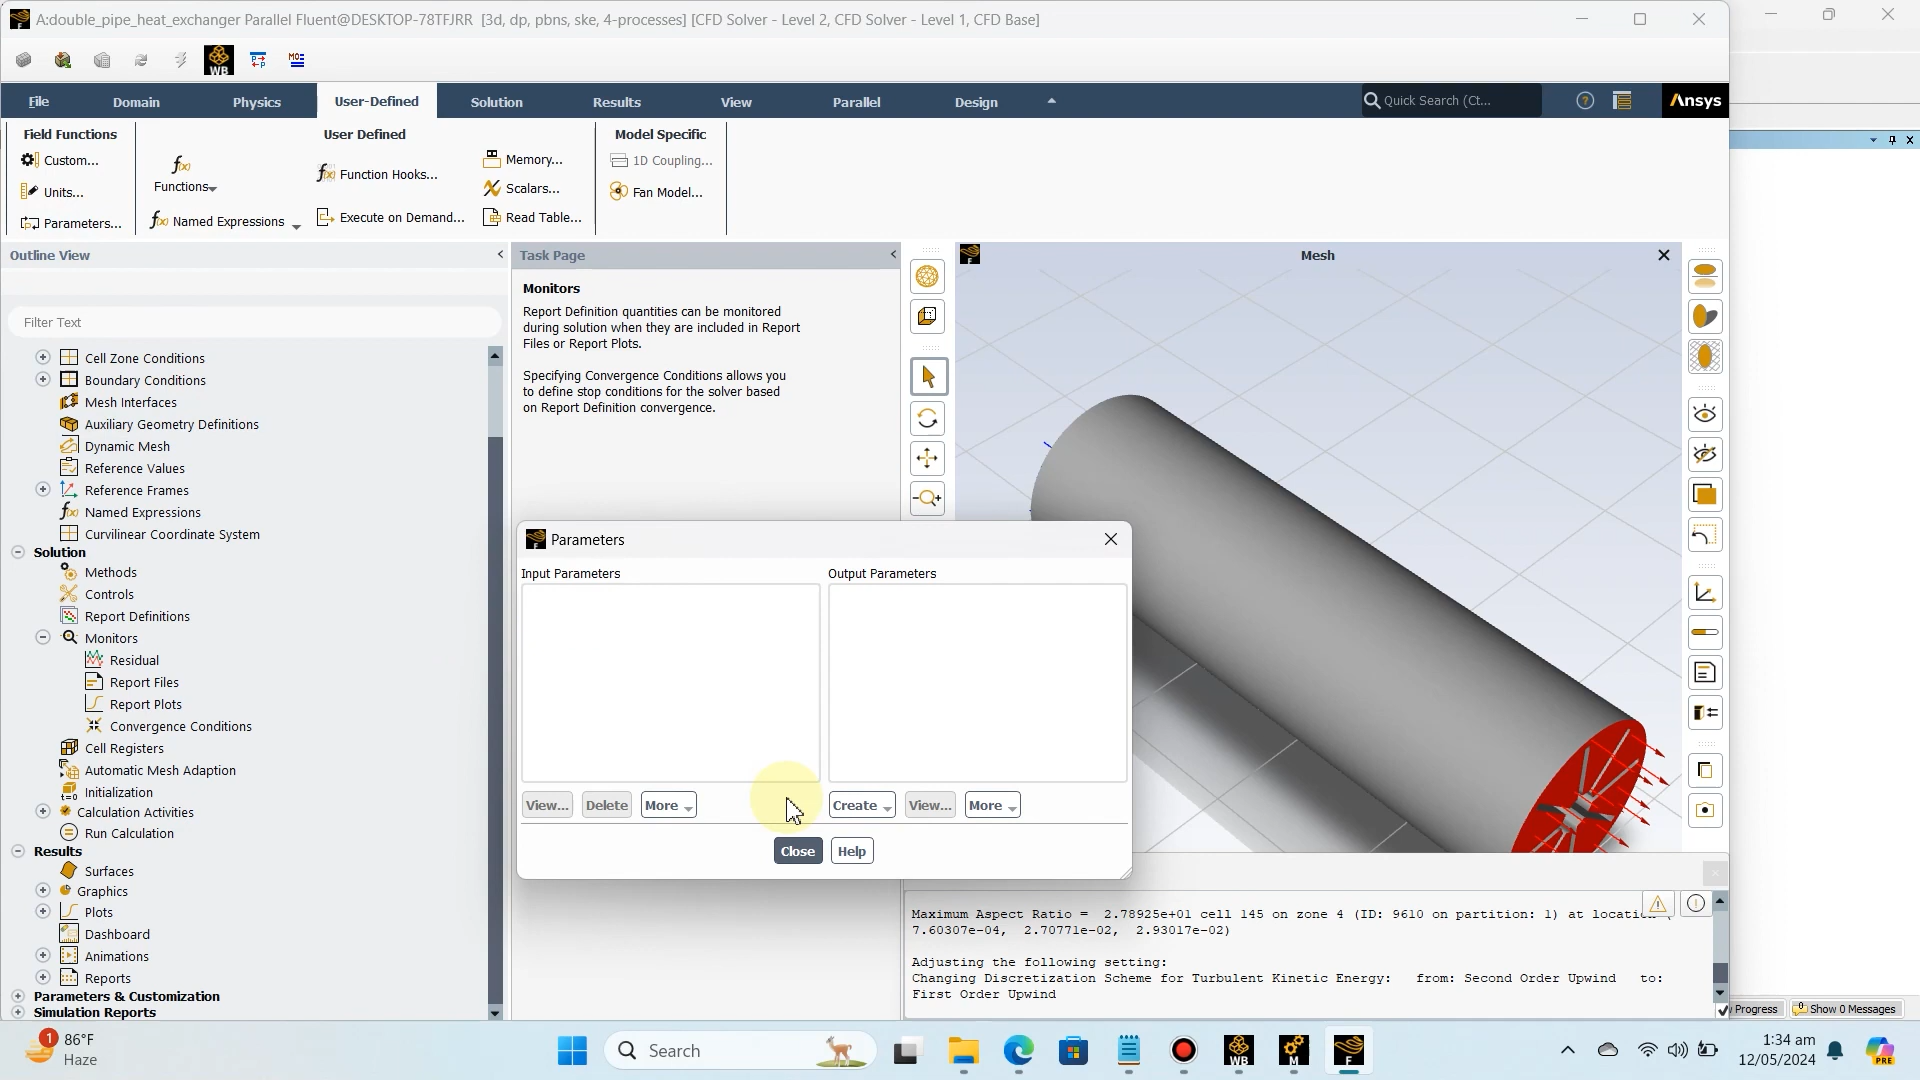 A:double_pipe_heat_exchanger Parallel Fluent@DESKTOP-78TFJRR [3d, dp, pbns, ske, 4-processes] [CFD Solver - Level 2, CFD Solver - Level 1, CFD Base]
WB
File
Domain
Physics
User-Defined
Solution
Results
View
Parallel
Design
Quick Search (Ct...
Ansys
Field Functions
User Defined
Model Specific
Custom...
Units...
Parameters...
Functions
Named Expressions
Function Hooks...
Execute on Demand...
Memory...
Scalars...
Read Table...
1D Coupling...
Fan Model...
Outline View
Task Page
Mesh
Filter Text
Cell Zone Conditions
Boundary Conditions
Mesh Interfaces
Auxiliary Geometry Definitions
Dynamic Mesh
Reference Values
Reference Frames
Named Expressions
Curvilinear Coordinate System
Solution
Methods
Controls
Report Definitions
Monitors
Residual
Report Files
Report Plots
Convergence Conditions
Cell Registers
Automatic Mesh Adaption
Initialization
Calculation Activities
Run Calculation
Results
Surfaces
Graphics
Plots
Dashboard
Animations
Reports
Parameters & Customization
Simulation Reports
Monitors
Report Definition quantities can be monitored
during solution when they are included in Report
Files or Report Plots.
Specifying Convergence Conditions allows you
to define stop conditions for the solver based
on Report Definition convergence.
Parameters
Input Parameters
Output Parameters
View...
Delete
More
Create
View...
More
Close
Help
Maximum Aspect Ratio = 2.78925e+01 cell 145 on zone 4 (ID: 9610 on partition: 1) at locati
7.60307e-04, 2.70771e-02, 2.93017e-02)
Adjusting the following setting:
Changing Discretization Scheme for Turbulent Kinetic Energy: from: Second Order Upwind to:
First Order Upwind
Progress
Show 0 Messages
1
86°F
Haze
Search
WB
M
F
1:34 am
12/05/2024
PRE